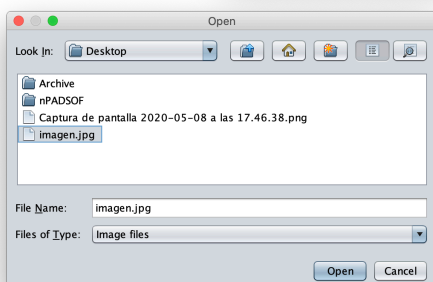 Open
Look In: Desktop
Archive
nPADSOF
Captura de pantalla 2020-05-08 a las 17.46.38.png
imagen.jpg
File Name: imagen.jpg
Files of Type: Image files
Open Cancel